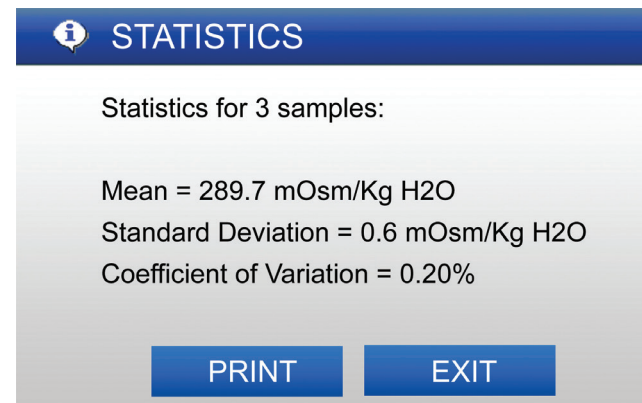 STATISTICS
Statistics for 3 samples:
Mean = 289.7 mOsm/Kg H2O
Standard Deviation = 0.6 mOsm/Kg H2O
Coefficient of Variation = 0.20%
PRINT EXIT